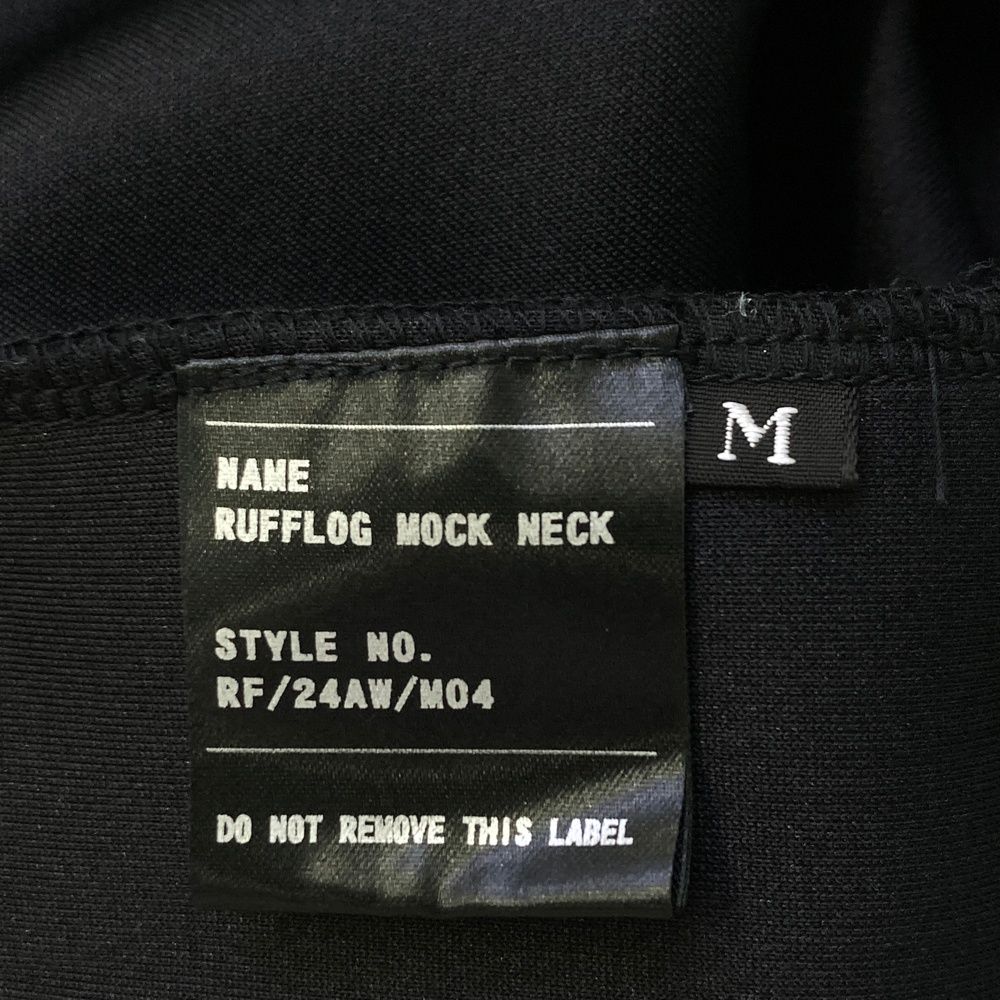 M
NAME
RUFFLOG MOCK NECK
STYLE NO.
RF/24AW/M04
DO NOT REMOVE THIS LABEL